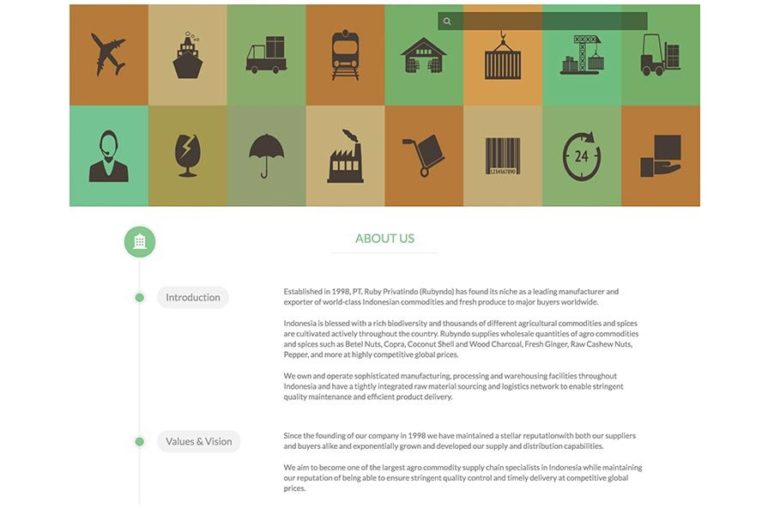 1234567890
24
ABOUT US
Introduction
Established in 1998, PT. Ruby Privatindo (Rubyndo) has found its niche as a leading manufacturer and
exporter of world-class Indonesian commodities and fresh produce to major buyers worldwide.
Indonesia is blessed with a rich biodiversity and thousands of different agricultural commodities and spices
are cultivated actively throughout the country. Rubyndo supplies wholesale quantities of agro commodities
and spices such as Betel Nuts, Copra, Coconut Shell and Wood Charcoal, Fresh Ginger, Raw Cashew Nuts,
Pepper, and more at highly competitive global prices.
We own and operate sophisticated manufacturing, processing and warehousing facilities throughout
Indonesia and have a tightly integrated raw material sourcing and logistics network to enable stringent
quality maintenance and efficient product delivery.
Values & Vision
Since the founding of our company in 1998 we have maintained a stellar reputationwith both our suppliers
and buyers alike and exponentially grown and developed our supply and distribution capabilities.
We aim to become one of the largest agro commodity supply chain specialists in Indonesia while maintaining
our reputation of being able to ensure stringent quality control and timely delivery at competitive global
prices.